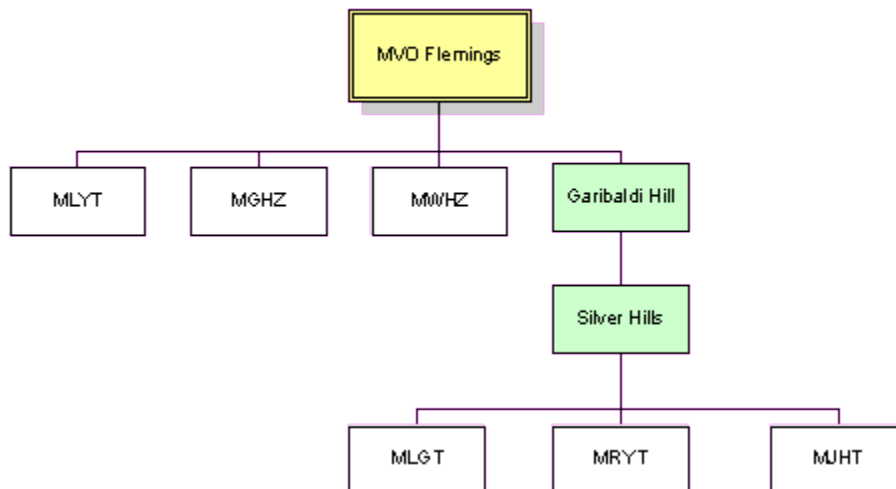 MVO Flemings
MLYT
MGHZ
MWHZ
Garibaldi Hill
Silver Hills
MLGT
MRYT
MJHT